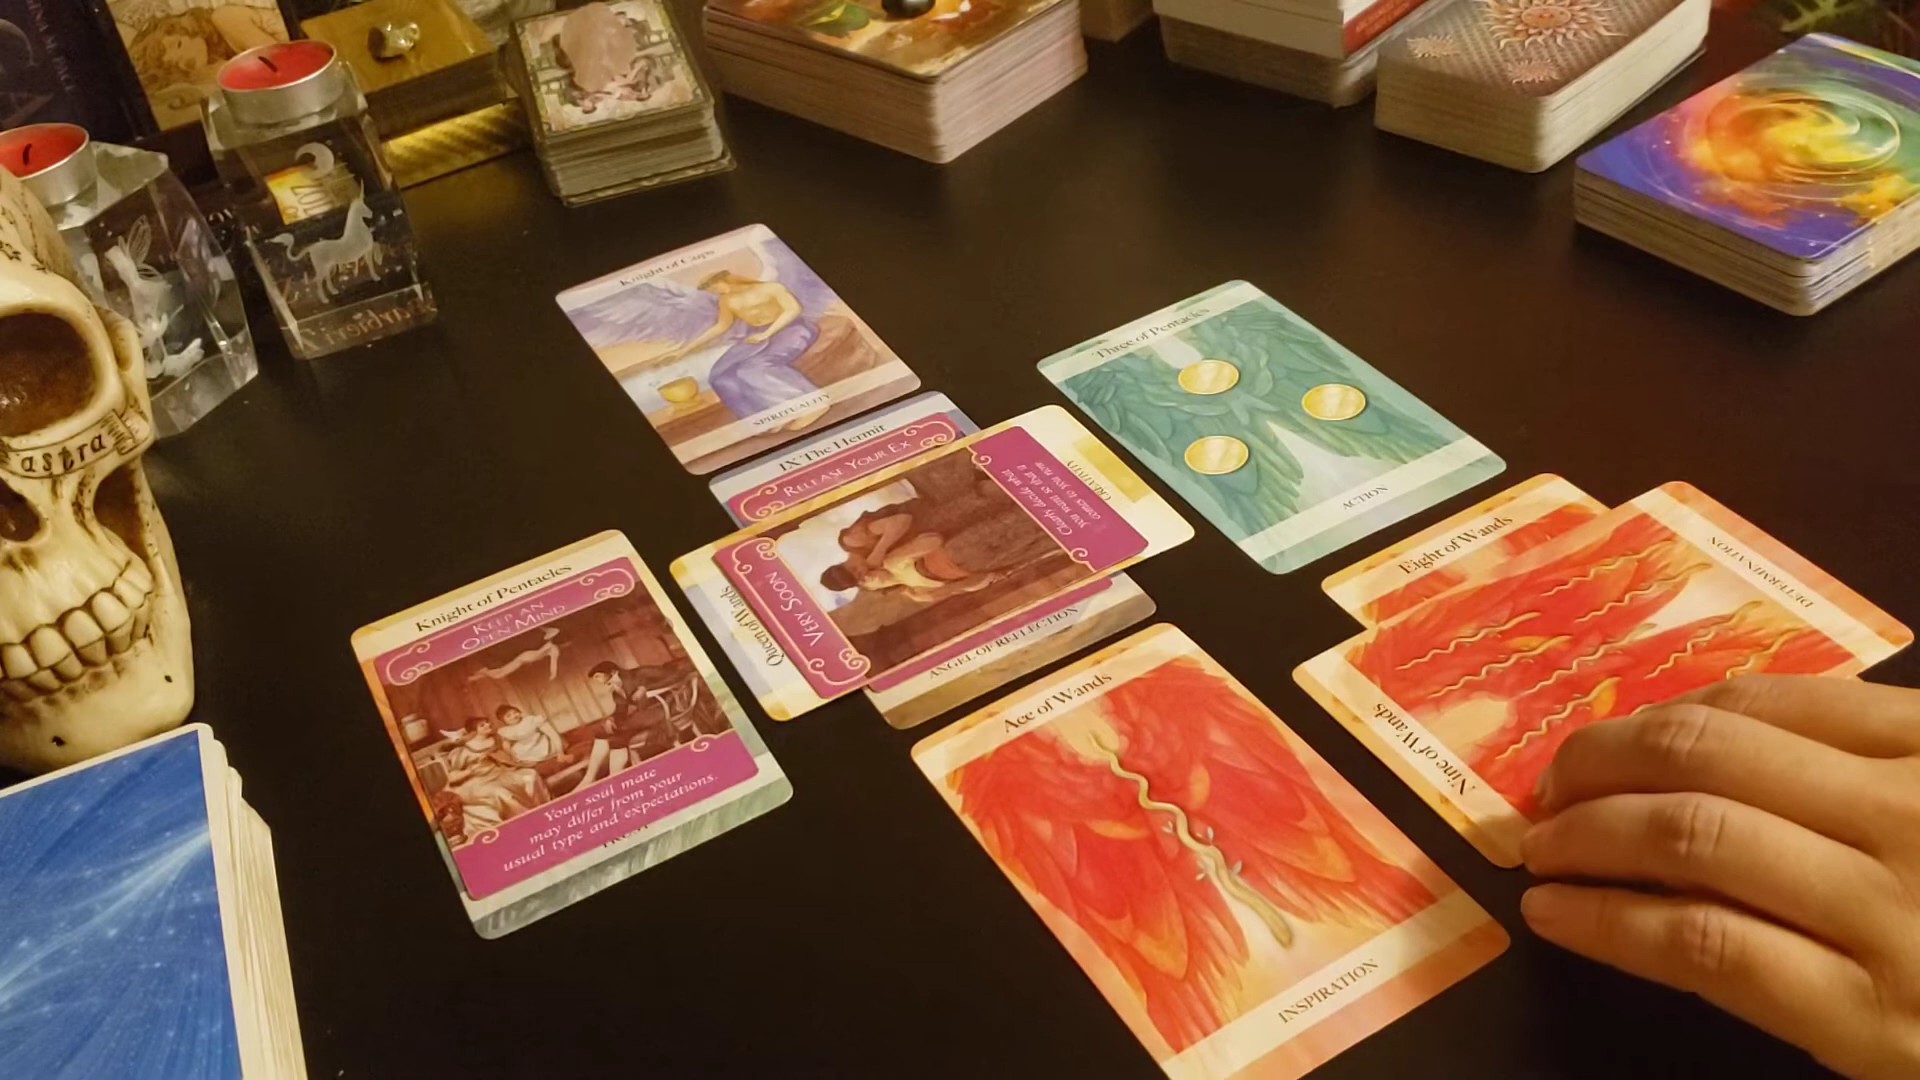 Knight of Cups
SPIRITUALITY
Three of Pentacles
ACTION
IX The Hermit
RELEASE YOUR EX
ANGEL OF REFLECTION
Queen of Wands
CREATIVITY
VERY SOON
Clearly decide what
you want so that it
comes to you now
Knight of Pentacles
KEEP AN
OPEN MIND
Your soul mate
may differ from your
usual type and expectations.
Ace of Wands
INSPIRATION
Eight of Wands
Nine of Wands
DETERMINATION
astra